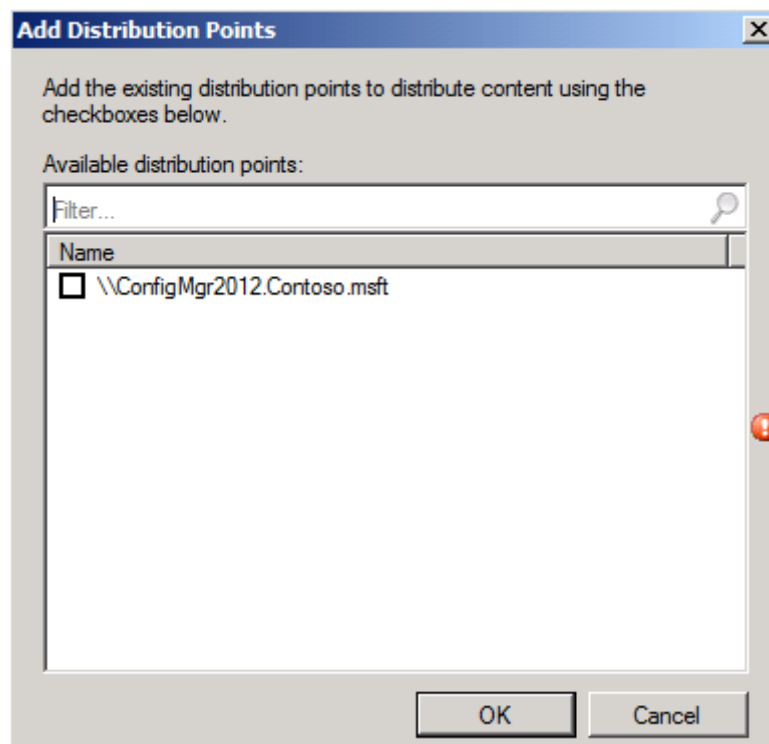 Add Distribution Points
Add the existing distribution points to distribute content using the
checkboxes below.
Available distribution points:
Filter...
Name
\\ConfigMgr2012.Contoso.msft
OK
Cancel